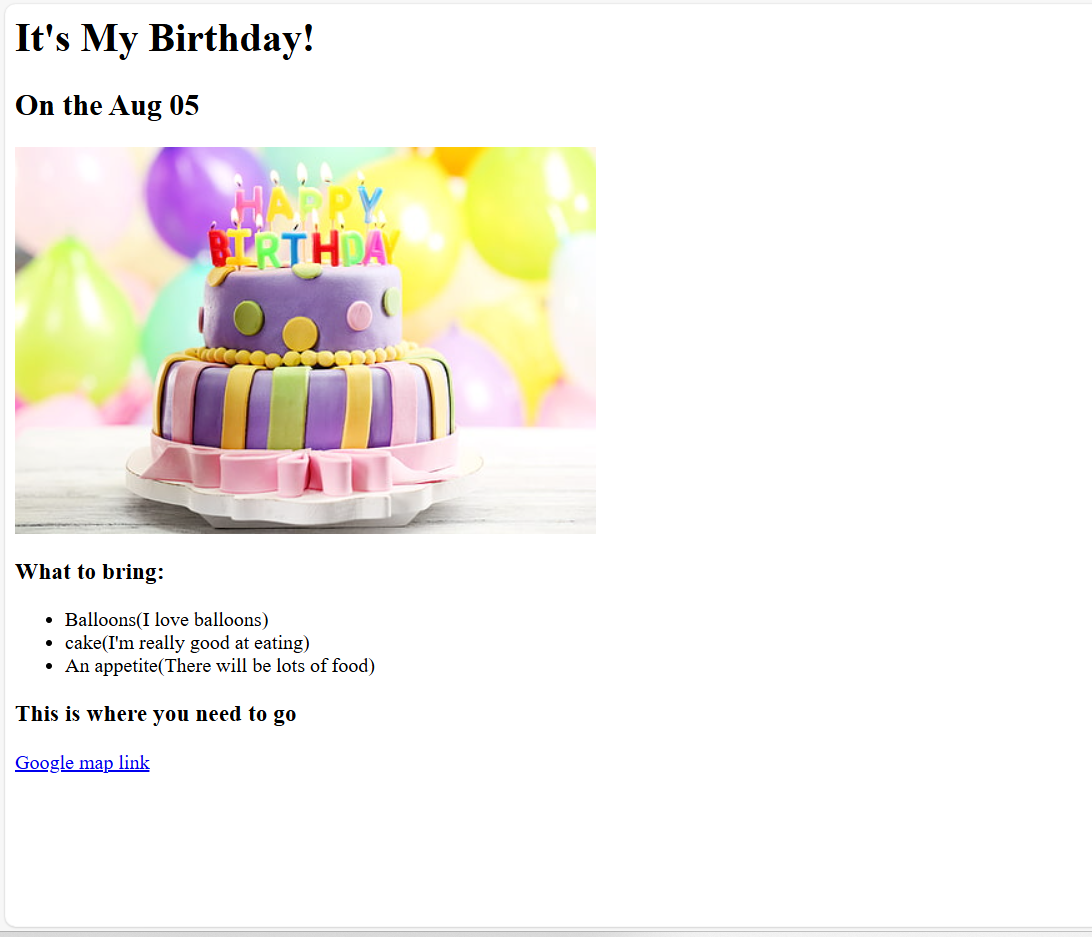 It's My Birthday!
On the Aug 05
HAPPY
BIRTHDAY
What to bring:
Balloons(I love balloons)
cake(I'm really good at eating)
An appetite(There will be lots of food)
This is where you need to go
Google map link